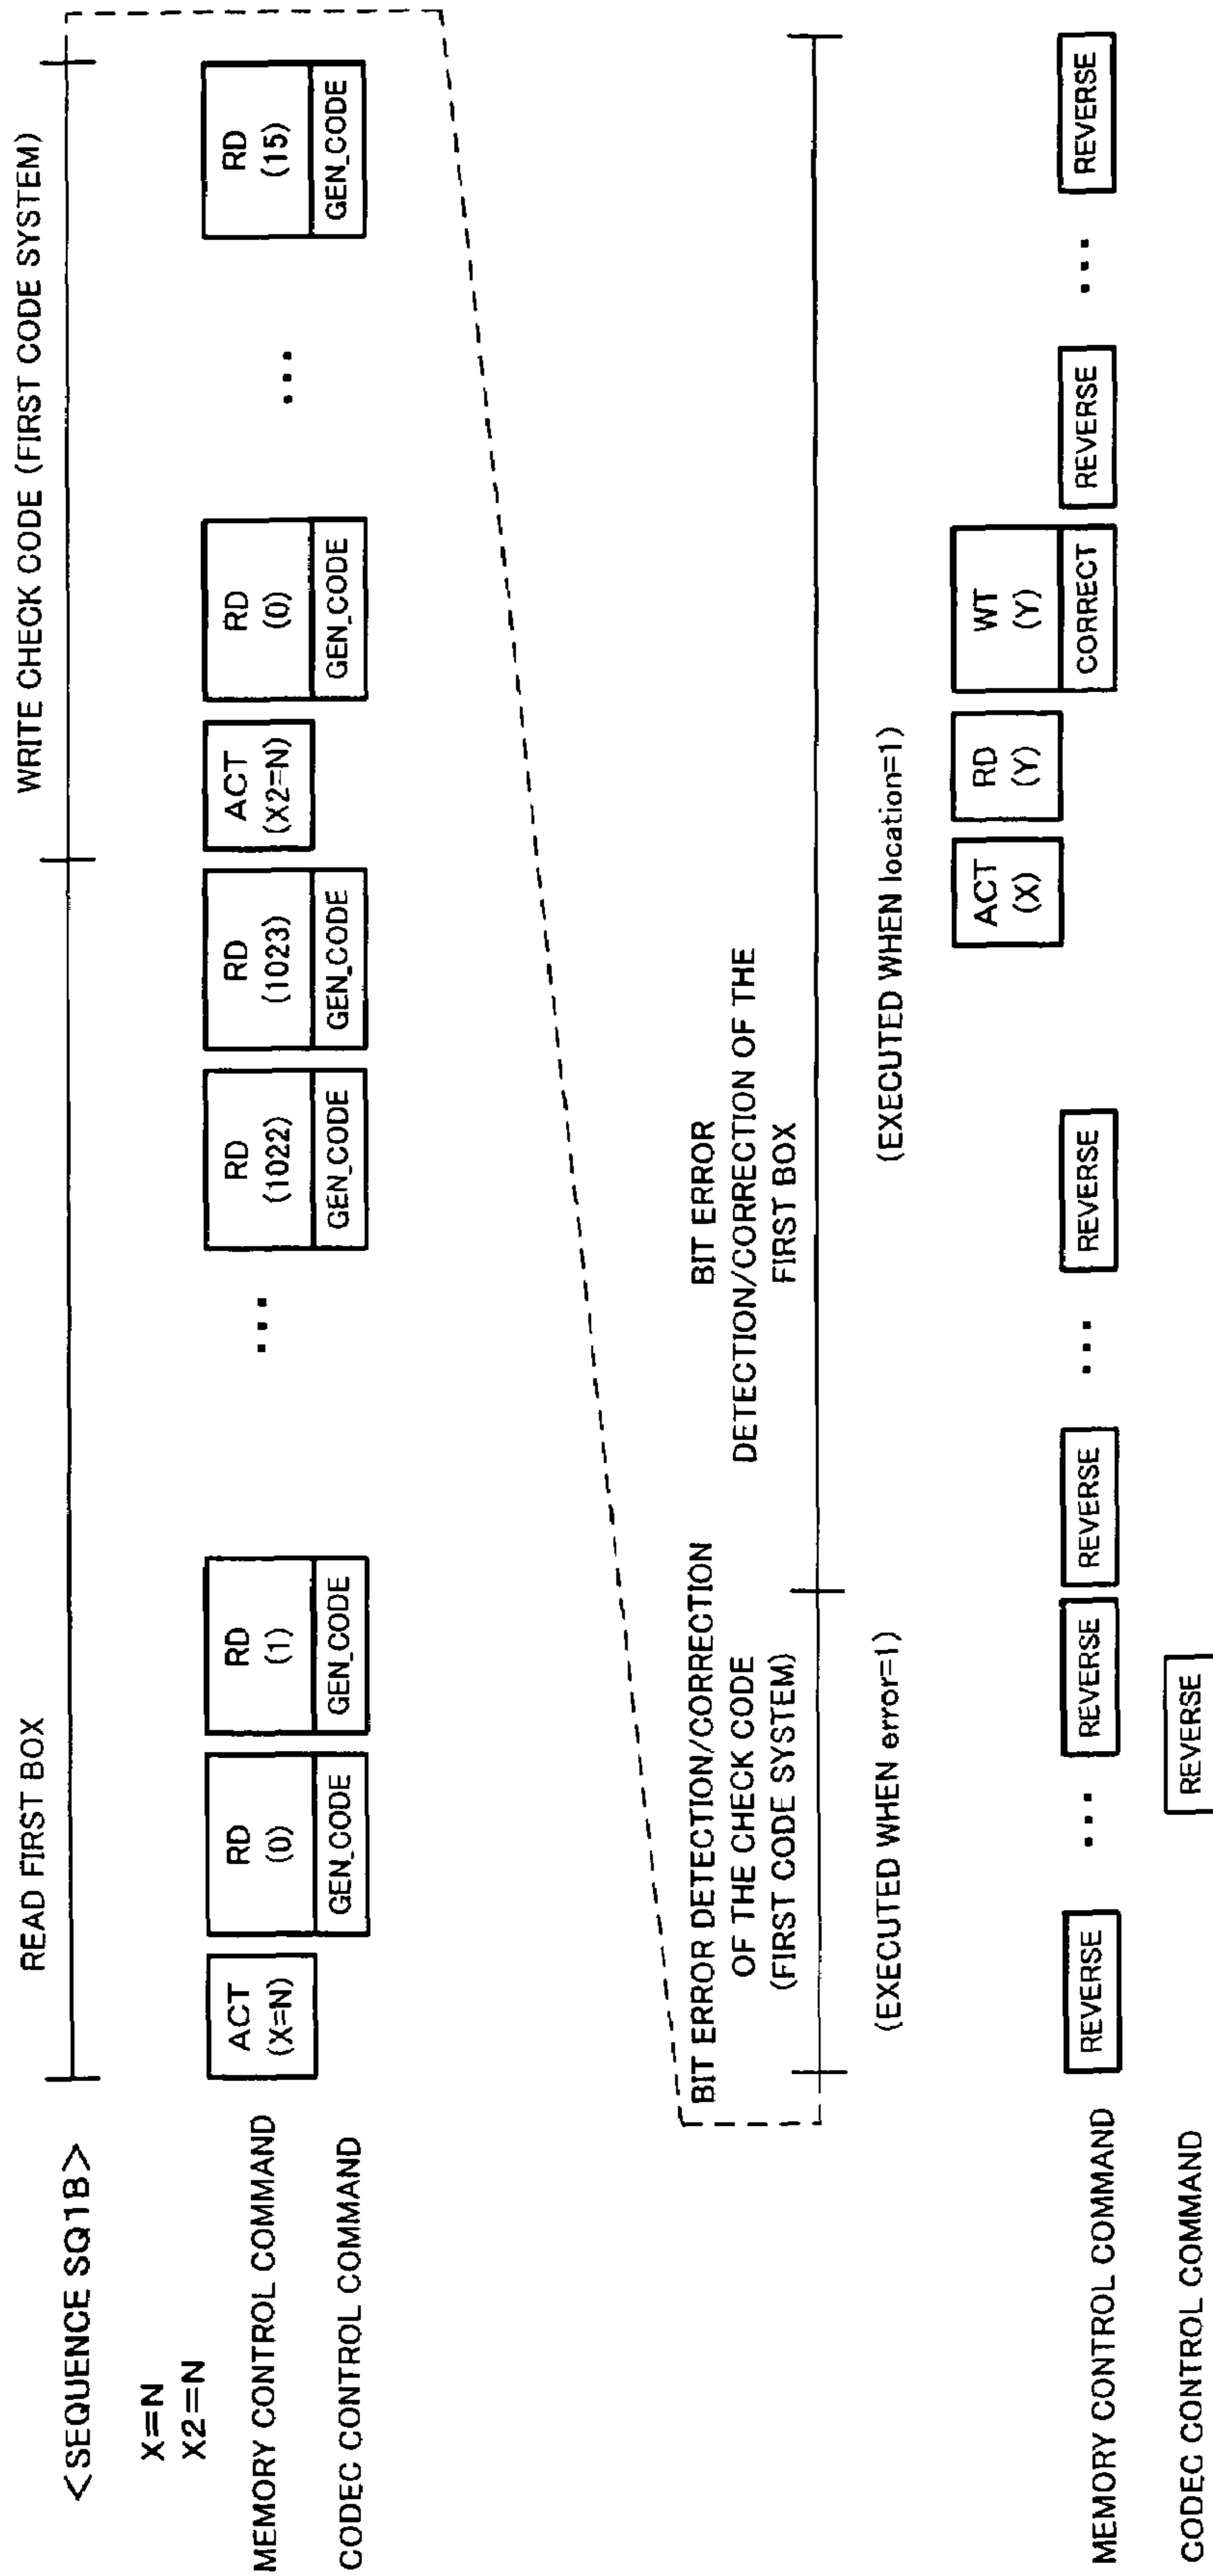 <SEQUENCE SQ1B>
X=N
X2=N
READ FIRST BOX
WRITE CHECK CODE (FIRST CODE SYSTEM)
MEMORY CONTROL COMMAND
ACT
(X=N)
RD
(0)
RD
(1)
...
RD
(1022)
RD
(1023)
ACT
(X2=N)
RD
(0)
...
RD
(15)
CODEC CONTROL COMMAND
GEN_CODE
GEN_CODE
GEN_CODE
GEN_CODE
GEN_CODE
GEN_CODE
BIT ERROR DETECTION/CORRECTION
OF THE CHECK CODE
(FIRST CODE SYSTEM)
BIT ERROR
DETECTION/CORRECTION OF THE
FIRST BOX
(EXECUTED WHEN error=1)
(EXECUTED WHEN location=1)
ACT
(X)
RD
(Y)
WT
(Y)
MEMORY CONTROL COMMAND
REVERSE
...
REVERSE
REVERSE
...
REVERSE
CORRECT
REVERSE
...
REVERSE
CODEC CONTROL COMMAND
REVERSE